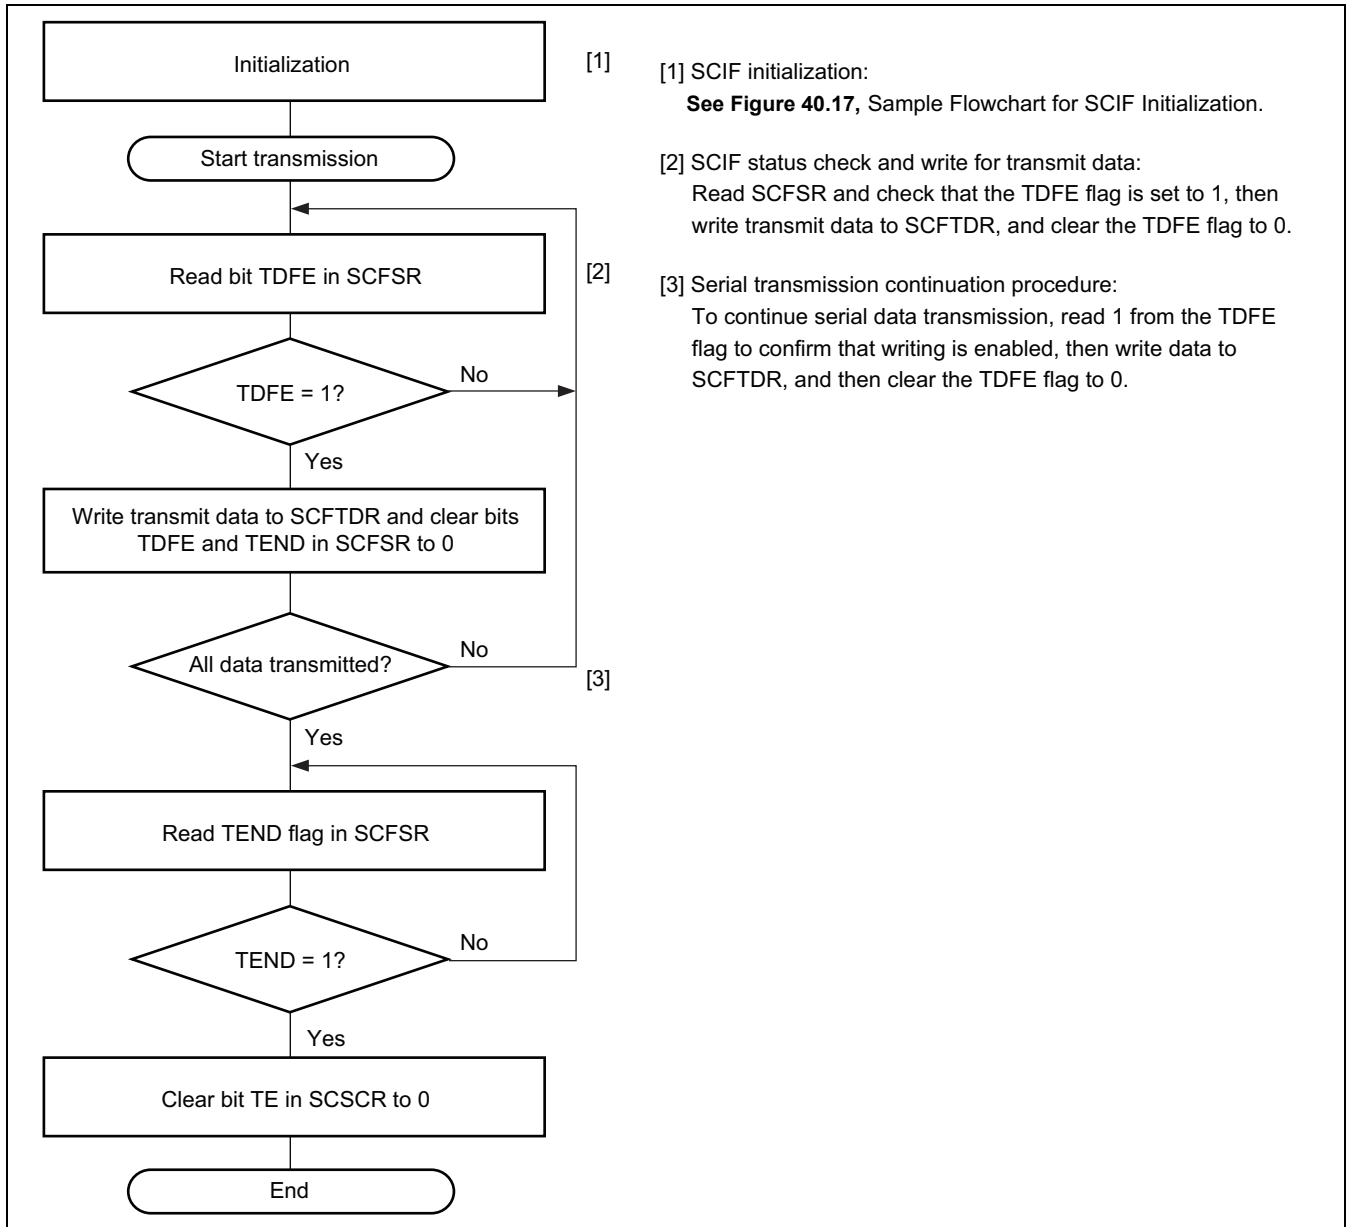 Initialization
[1]
Start transmission
Read bit TDFE in SCFSR
[2]
TDFE = 1?
No
Yes
Write transmit data to SCFTDR and clear bits
TDFE and TEND in SCFSR to 0
All data transmitted?
No
[3]
Yes
Read TEND flag in SCFSR
TEND = 1?
No
Yes
Clear bit TE in SCSCR to 0
End
[1] SCIF initialization:
See Figure 40.17, Sample Flowchart for SCIF Initialization.
[2] SCIF status check and write for transmit data:
Read SCFSR and check that the TDFE flag is set to 1, then
write transmit data to SCFTDR, and clear the TDFE flag to 0.
[3] Serial transmission continuation procedure:
To continue serial data transmission, read 1 from the TDFE
flag to confirm that writing is enabled, then write data to
SCFTDR, and then clear the TDFE flag to 0.